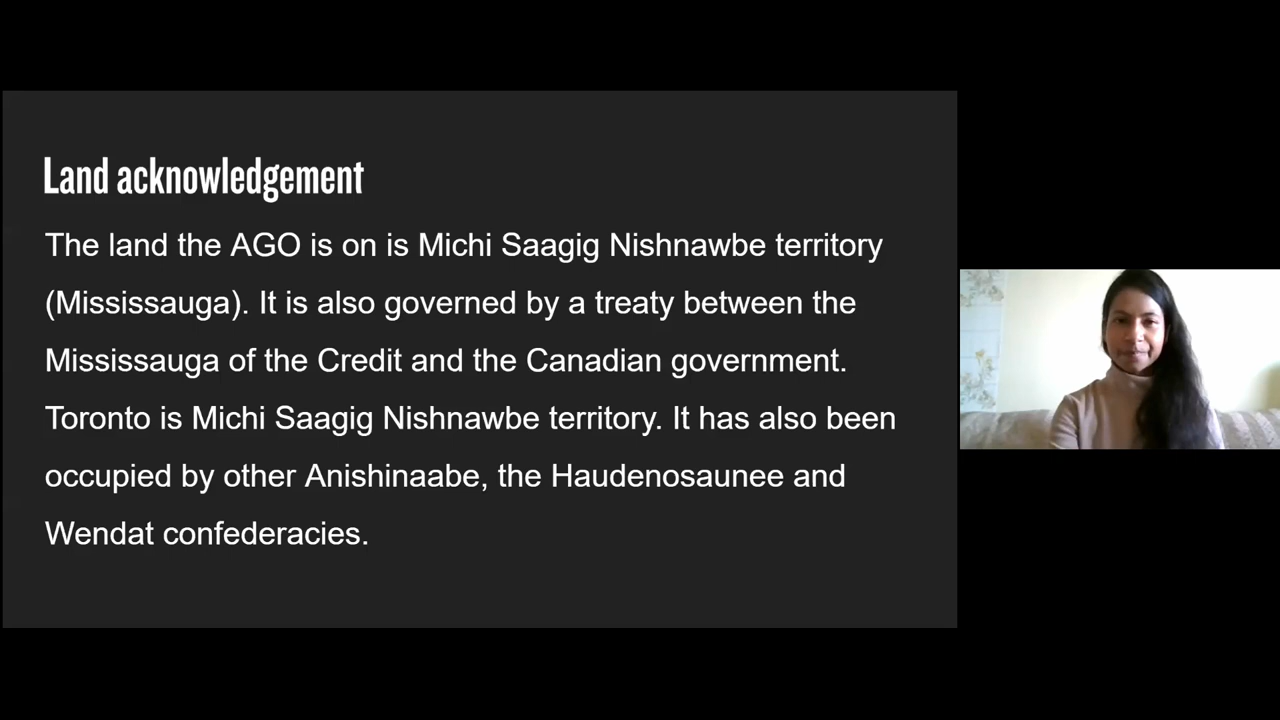 Land acknowledgement
The land the AGO is on is Michi Saagig Nishnawbe territory
(Mississauga). It is also governed by a treaty between the
Mississauga of the Credit and the Canadian government.
Toronto is Michi Saagig Nishnawbe territory. It has also been
occupied by other Anishinaabe, the Haudenosaunee and
Wendat confederacies.